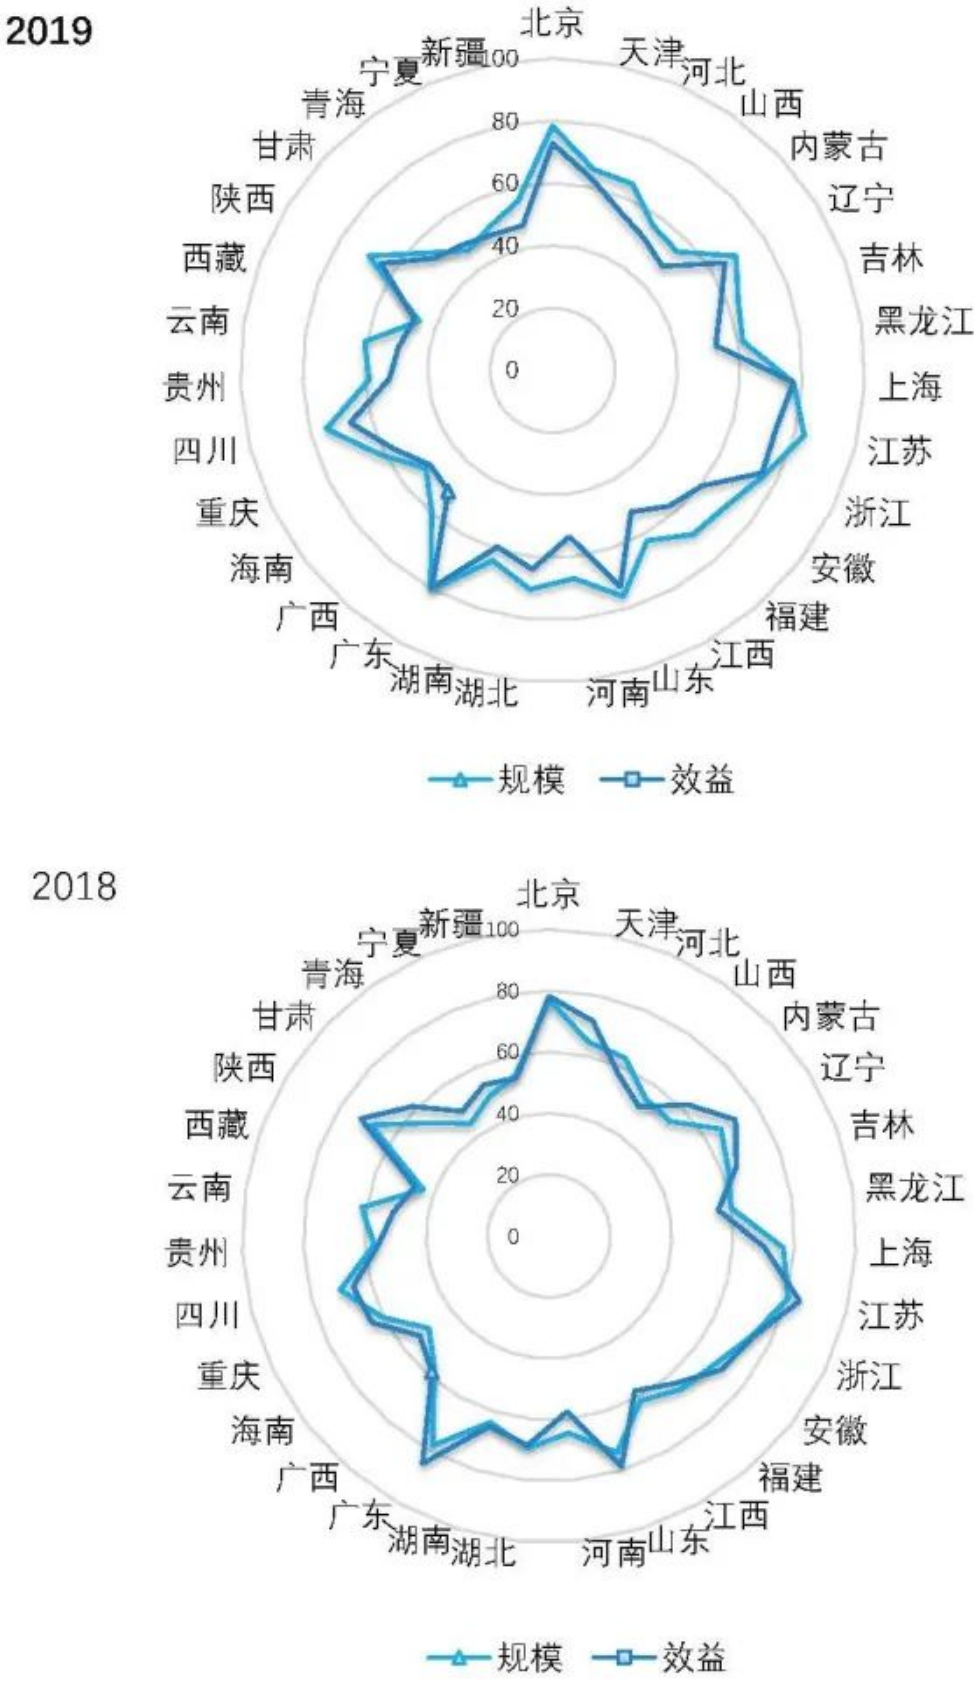 2019
北京
天津
河北
山西
内蒙古
辽宁
吉林
黑龙江
上海
江苏
浙江
安徽
福建
江西
山东
河南
湖北
湖南
广东
广西
海南
重庆
四川
贵州
云南
西藏
陕西
甘肃
青海
宁夏
新疆
100
80
60
40
20
0
规模 效益
2018
北京
天津
河北
山西
内蒙古
辽宁
吉林
黑龙江
上海
江苏
浙江
安徽
福建
江西
山东
河南
湖北
湖南
广东
广西
海南
重庆
四川
贵州
云南
西藏
陕西
甘肃
青海
宁夏
新疆
100
80
60
40
20
0
规模 效益